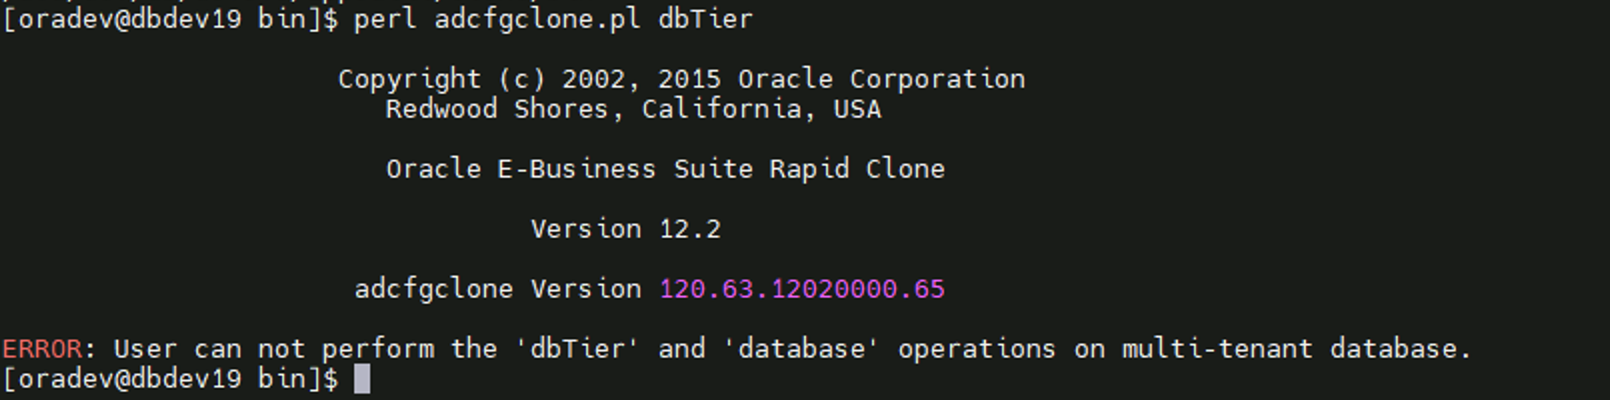 [oradev@dbdev19 bin]$ perl adcfgclone.pl dbTier
Copyright (c) 2002, 2015 Oracle Corporation
Redwood Shores, California, USA
Oracle E-Business Suite Rapid Clone
Version 12.2
adcfgclone Version 120.63.12020000.65
ERROR: User can not perform the 'dbTier' and 'database' operations on multi-tenant database.
[oradev@dbdev19 bin]$